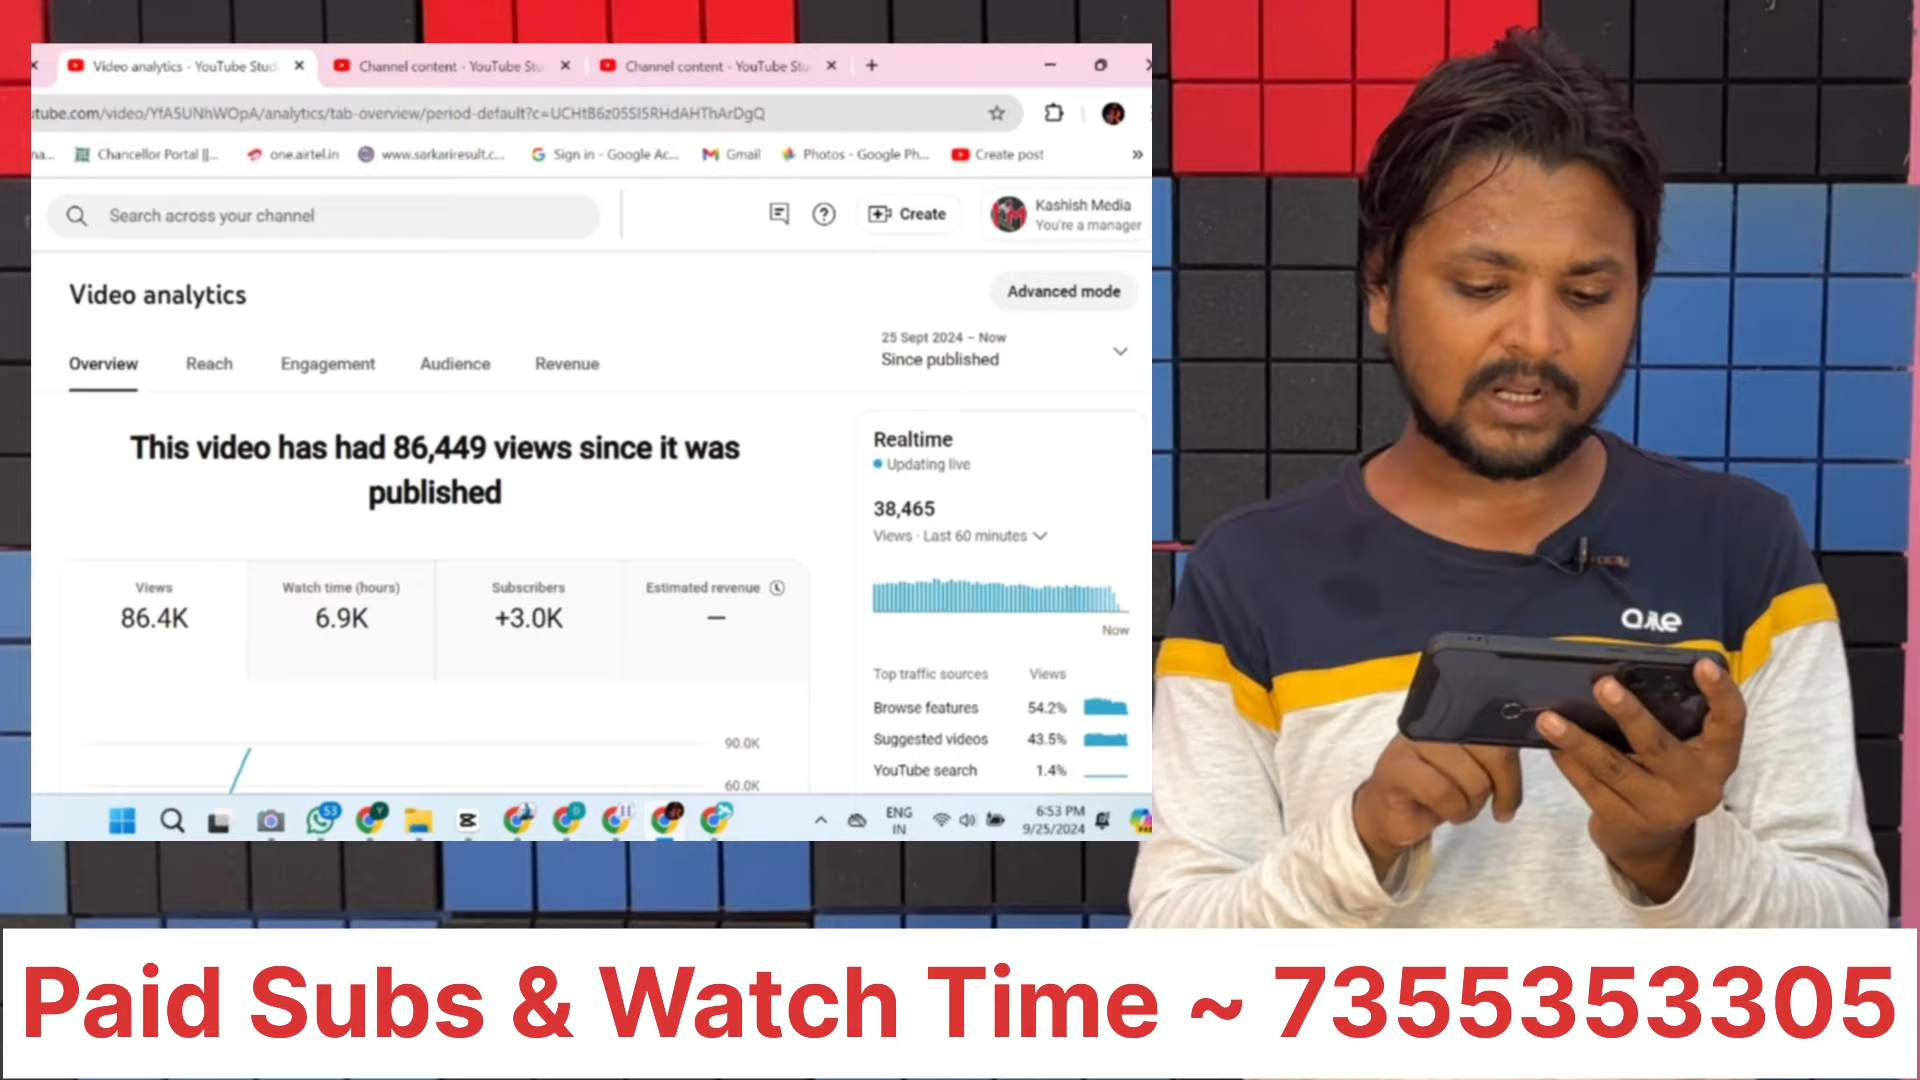 Video analytics - YouTube Stud
Channel content - YouTube Stu
Channel content - YouTube Stu
utube.com/video/YfA5UNhWOpA/analytics/tab-overview/period-default?c=UCHtB6z05SI5RHdAHThArDgQ
na...
Chancellor Portal ||...
one.airtel.in
www.sarkariresult.c...
Sign in - Google Ac...
Gmail
Photos - Google Ph...
Create post
»
Search across your channel
Create
Kashish Media
You're a manager
Video analytics
Advanced mode
25 Sept 2024 – Now
Since published
Overview
Reach
Engagement
Audience
Revenue
This video has had 86,449 views since it was
published
Views
86.4K
Watch time (hours)
6.9K
Subscribers
+3.0K
Estimated revenue
—
90.0K
60.0K
Realtime
Updating live
38,465
Views · Last 60 minutes
Now
Top traffic sources Views
Browse features 54.2%
Suggested videos 43.5%
YouTube search 1.4%
53
ENG
IN
6:53 PM
9/25/2024
Paid Subs & Watch Time ~ 7355353305